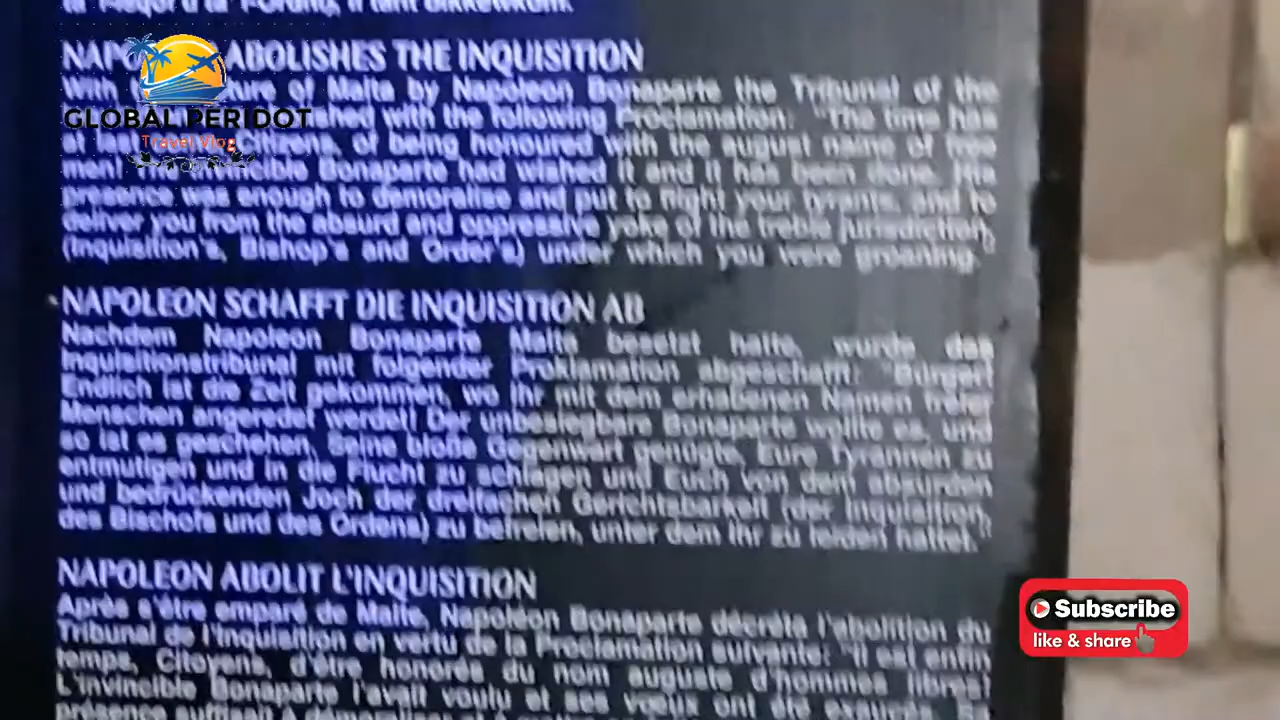 NAPO ABOLISHES THE INQUISITION
With ture of Malta by Napoleon Bonaparte the Tribunal of the
shed with the following Proclamation: "The time has
at las of being honoured with the august name of free
men! The Invincible Bonaparte had wished it and it has been done. His
presence was enough to demoralise and put to flight your tyrants, and to
deliver you from the absurd and oppressive yoke of the treble jurisdiction,
(Inquisition's, Bishop's and Order's) under which you were groaning."
NAPOLEON SCHAFFT DIE INQUISITION AB
Nachdem Napoleon Bonaparte Malta besetzt hatte, wurde das
Inquisitionstribunal mit folgender Proklamation abgeschafft: "Bürger!
Endlich ist die Zeit gekommen, wo Ihr mit dem erhabenen Namen freier
Menschen angeredet werdet! Der unbesiegbare Bonaparte wollte es, und
so ist es geschehen. Seine bloße Gegenwart genügte, Eure Tyrannen zu
entmutigen und in die Flucht zu schlagen und Euch von dem absurden
und bedrückenden Joch der dreifachen Gerichtsbarkeit (der Inquisition,
des Bischofs und des Ordens) zu befreien, unter dem Ihr zu leiden hattet."
NAPOLEON ABOLIT L'INQUISITION
Après s'être emparé de Malte, Napoléon Bonaparte décréta l'abolition du
Tribunal de l'Inquisition en vertu de la Proclamation suivante: "Il est enfin
temps, Citoyens, d'être honorés du nom auguste d'hommes libres!
L'invincible Bonaparte l'avait voulu et ses vœux ont été exaucés. Sa
présence suffisait à démoraliser et à
GLOBAL PERIDOT
Travel Vlog
Subscribe
like & share